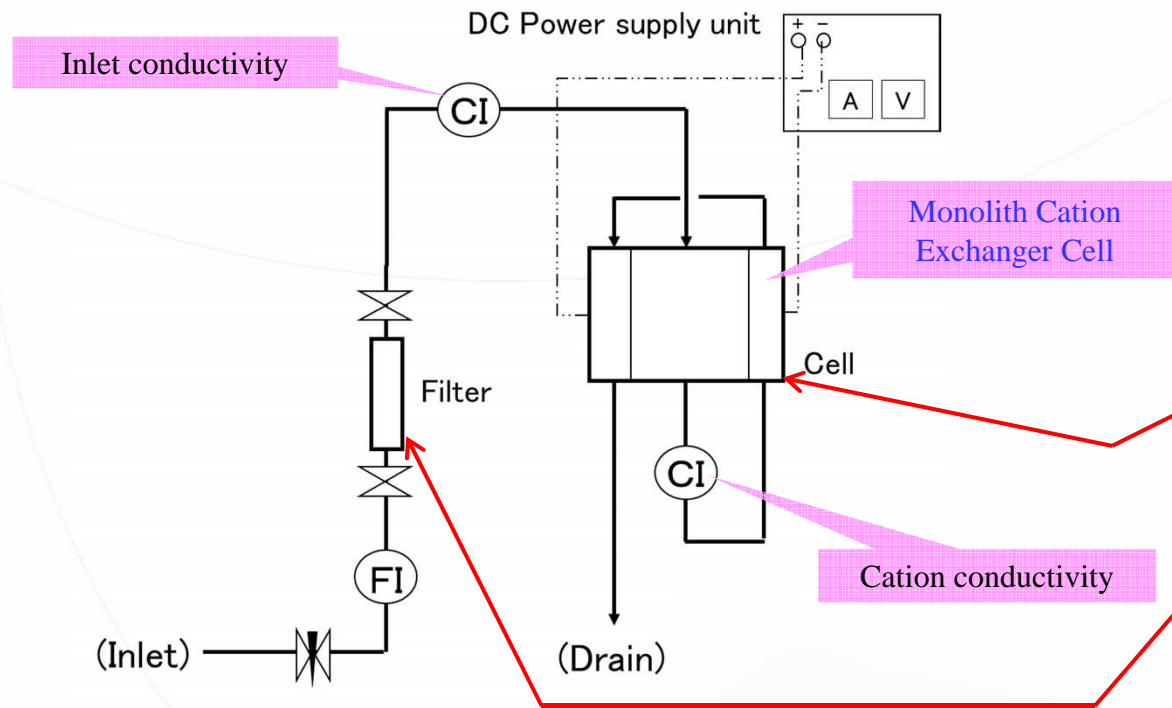 DC Power supply unit
+ −
A V
Inlet conductivity
CI
Monolith Cation
Exchanger Cell
Cell
Filter
CI
Cation conductivity
FI
(Inlet)
(Drain)